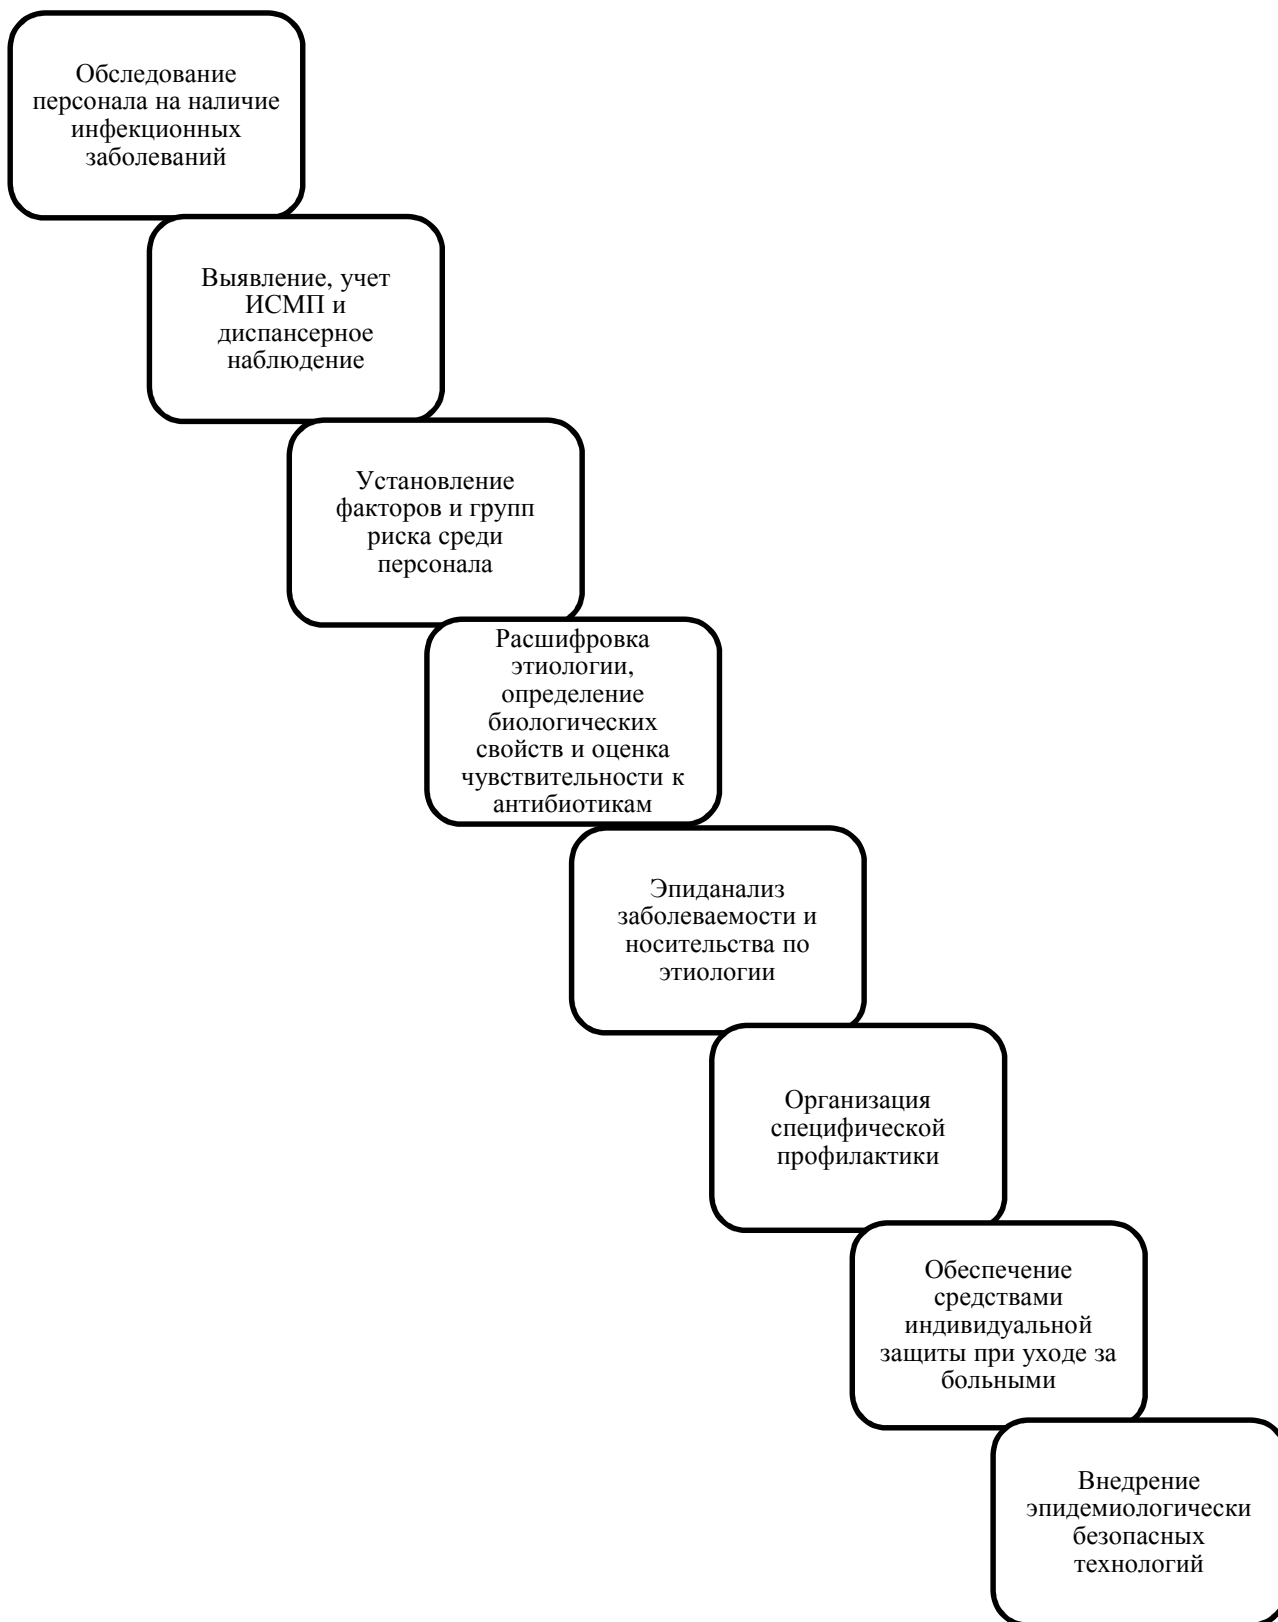 Обследование
персонала на наличие
инфекционных
заболеваний
Выявление, учет
ИСМП и
диспансерное
наблюдение
Установление
факторов и групп
риска среди
персонала
Расшифровка
этиологии,
определение
биологических
свойств и оценка
чувствительности к
антибиотикам
Эпиданализ
заболеваемости и
носительства по
этиологии
Организация
специфической
профилактики
Обеспечение
средствами
индивидуальной
защиты при уходе за
больными
Внедрение
эпидемиологически
безопасных
технологий